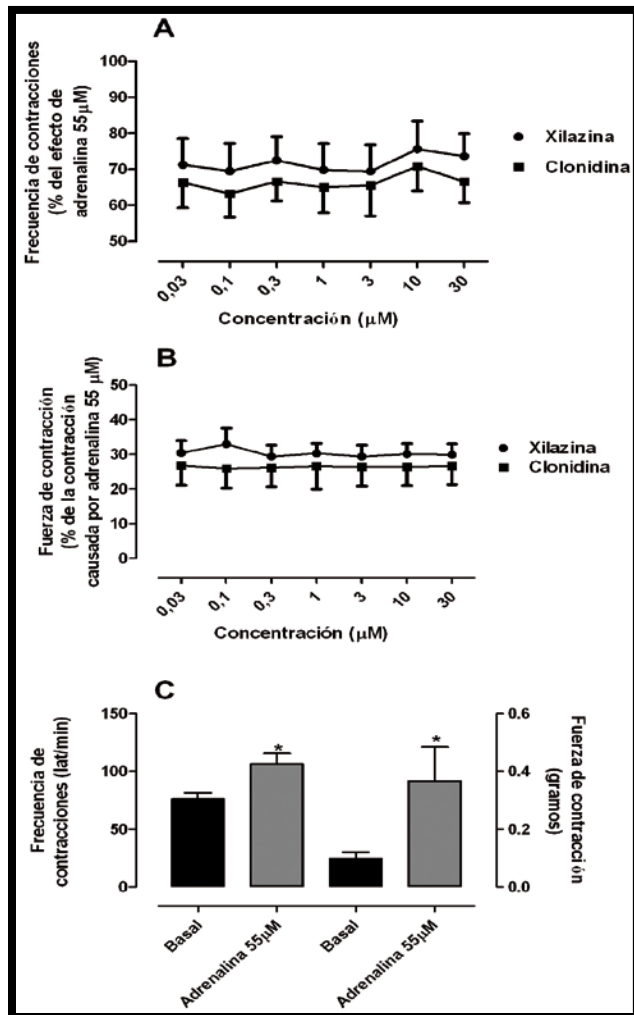 A
Frecuencia de contracciones
(% del efecto de
adrenalina 55μM)
100
90
80
70
60
50
Xilazina
Clonidina
0,03
0,1
0,3
1
3
10
30
Concentración (μM)
B
Fuerza de contracción
(% de la contracción
causada por adrenalina 55 μM)
50
40
30
20
10
0
Xilazina
Clonidina
0,03
0,1
0,3
1
3
10
30
Concentración (μM)
C
Frecuencia de
contracciones (lat/min)
150
100
50
0
*
*
0.6
0.4
0.2
0.0
Fuerza de contracción
(gramos)
Basal
Adrenalina 55μM
Basal
Adrenalina 55μM